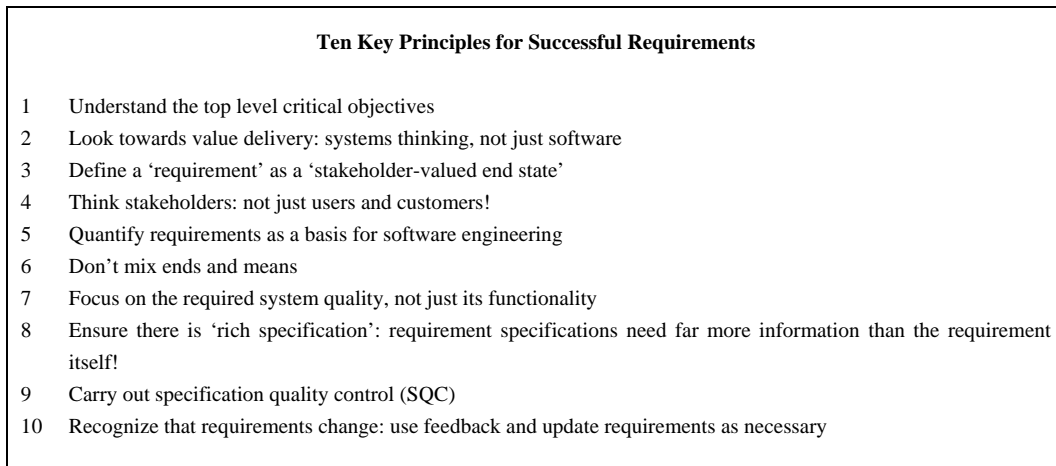 Ten Key Principles for Successful Requirements
1 Understand the top level critical objectives
2 Look towards value delivery: systems thinking, not just software
3 Define a ‘requirement’ as a ‘stakeholder-valued end state’
4 Think stakeholders: not just users and customers!
5 Quantify requirements as a basis for software engineering
6 Don’t mix ends and means
7 Focus on the required system quality, not just its functionality
8 Ensure there is ‘rich specification’: requirement specifications need far more information than the requirement
itself!
9 Carry out specification quality control (SQC)
10 Recognize that requirements change: use feedback and update requirements as necessary